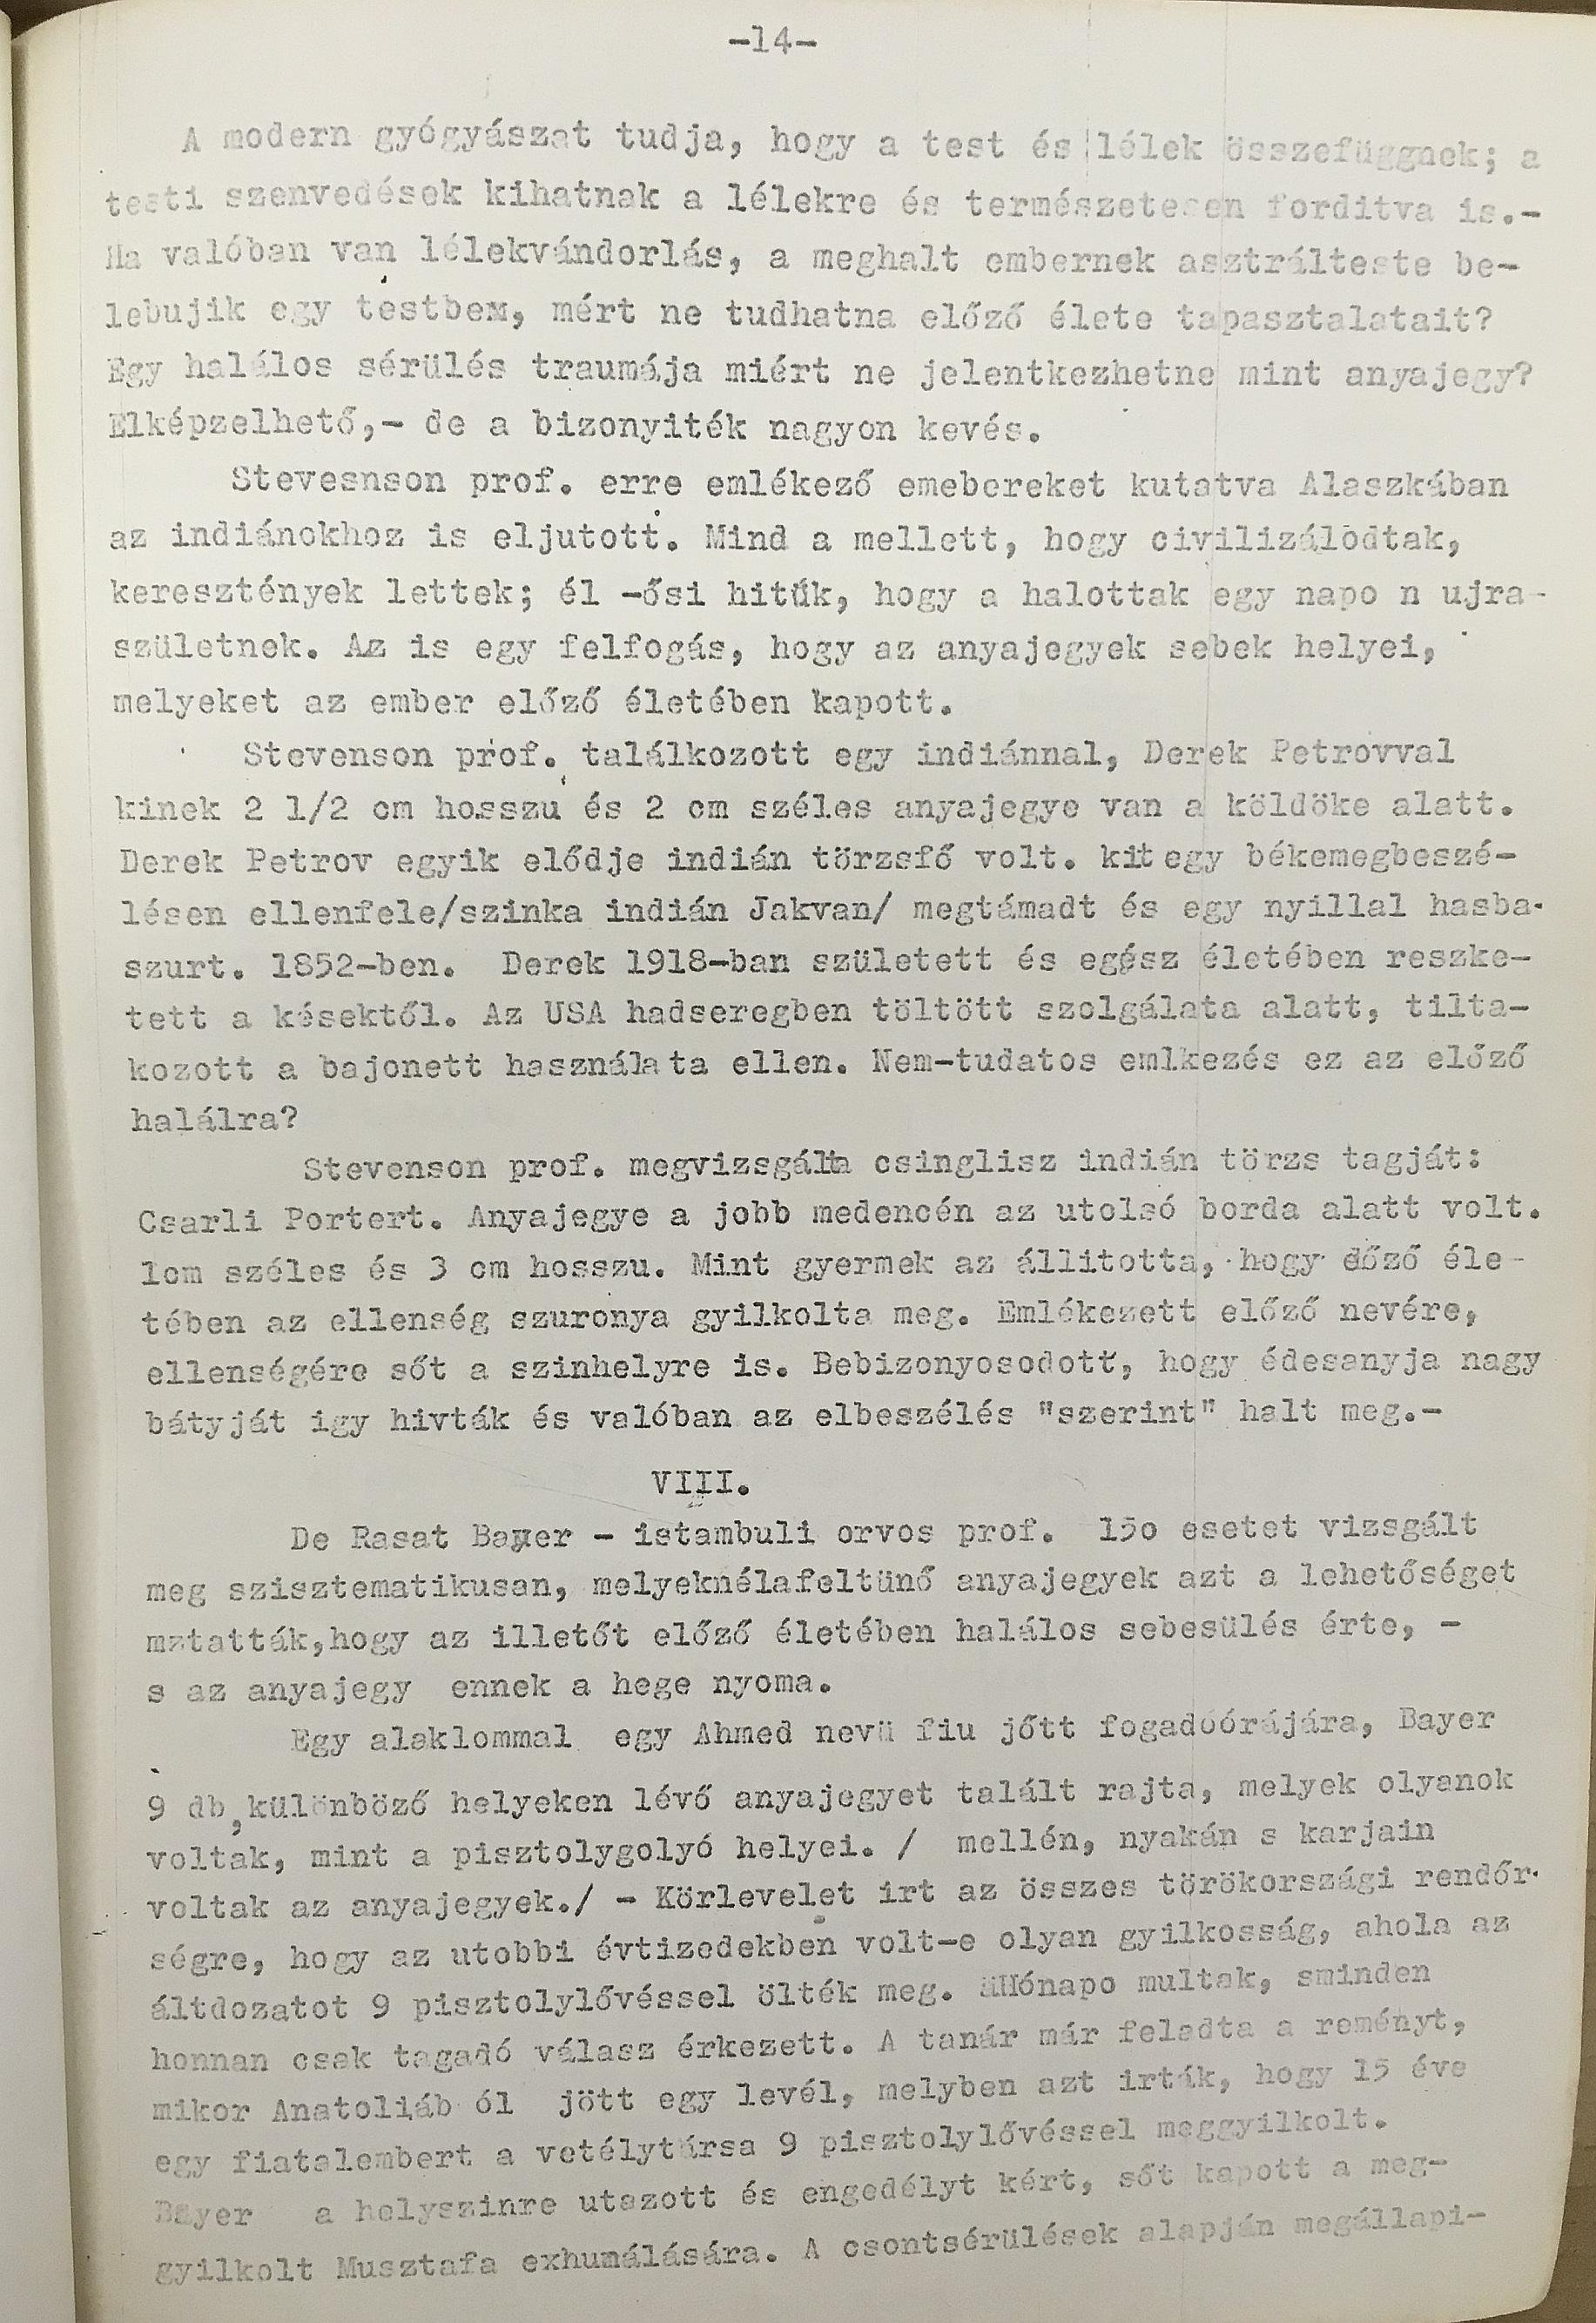 -14-
A modern gyógyászat tudja, hogy a test és lélek összefüggnek; a
testi szenvedések kihatnak a lélekre és természetesen forditva is.-
Ha valóban van lélekvándorlás, a meghalt embernek asztrálteste be-
lebujik egy testbem, mért ne tudhatna előző élete tapasztalatait?
Egy halálos sérülés traumája miért ne jelentkezhetne mint anyajegy?
Elképzelhető,- de a bizonyiték nagyon kevés.
Stevesnson prof. erre emlékező emebereket kutatva Alaszkában
az indiánokhoz is eljutott. Mind a mellett, hogy civilizálódtak,
keresztények lettek; él -ősi hitük, hogy a halottak egy napo n ujra-
születnek. Az is egy felfogás, hogy az anyajegyek sebek helyei,
melyeket az ember előző életében kapott.
Stevenson prof. találkozott egy indiánnal, Derek Petrovval
kinek 2 1/2 cm hosszu és 2 cm széles anyajegye van a köldöke alatt.
Derek Petrov egyik elődje indián törzsfő volt. kit egy békemegbeszé-
lésen ellenfele/szinka indián Jakvan/ megtámadt és egy nyillal hasba-
szurt. 1852-ben. Derek 1918-ban született és egész életében reszke-
tett a késektől. Az USA hadseregben töltött szolgálata alatt, tilta-
kozott a bajonett használata ellen. Nem-tudatos emlkezés ez az előző
halálra?
Stevenson prof. megvizsgálta csinglisz indián törzs tagját:
Csarli Portert. Anyajegye a jobb medencén az utolsó borda alatt volt.
1cm széles és 3 cm hosszu. Mint gyermek az állitotta, hogy előző éle-
tében az ellenség szuronya gyilkolta meg. Emlékezett előző nevére,
ellenségére sőt a szinhelyre is. Bebizonyosodott, hogy édesanyja nagy
bátyját igy hivták és valóban az elbeszélés "szerint" halt meg.-
VIII.
De Rasat Bayer - istambuli orvos prof. 15o esetet vizsgált
meg szisztematikusan, melyeknélafeltünő anyajegyek azt a lehetőséget
mztatták,hogy az illetőt előző életében halálos sebesülés érte, -
s az anyajegy ennek a hege nyoma.
Egy alaklommal egy Ahmed nevü fiu jőtt fogadóórájára, Bayer
9 db,különböző helyeken lévő anyajegyet talált rajta, melyek olyanok
voltak, mint a pisztolygolyó helyei. / mellén, nyakán s karjain
voltak az anyajegyek./ - Körlevelet irt az összes törökországi rendőr-
ségre, hogy az utobbi évtizedekben volt-e olyan gyilkosság, ahola az
áltdozatot 9 pisztolylővéssel ölték meg. Hónapo multak, sminden
honnan csak tagadó válasz érkezett. A tanár már feladta a reményt,
mikor Anatoliáb ól jött egy levél, melyben azt irták, hogy 15 éve
egy fiatalembert a vetélytársa 9 pisztolylővéssel meggyilkolt.
Bayer a helyszinre utazott és engedélyt kért, sőt kapott a meg-
gyilkolt Musztafa exhumálására. A csontsérülések alapján megállapi-